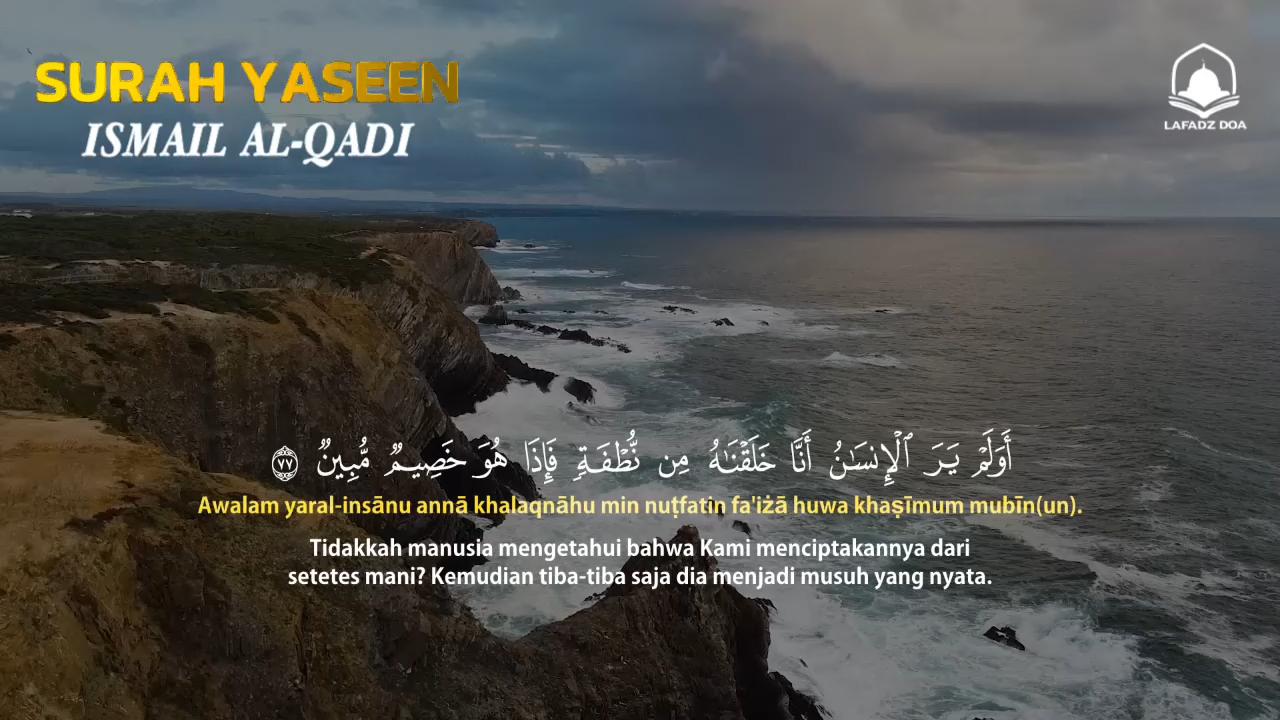 SURAH YASEEN
ISMAIL AL-QADI
LAFADZ DOA
أَوَلَمْ يَرَ ٱلْإِنسَـٰنُ أَنَّا خَلَقْنَـٰهُ مِن نُّطْفَةٍ فَإِذَا هُوَ خَصِيمٌ مُّبِينٌ ٧٧
Awalam yaral-insānu annā khalaqnāhu min nuṭfatin fa'iżā huwa khaṣīmum mubīn(un).
Tidakkah manusia mengetahui bahwa Kami menciptakannya dari
setetes mani? Kemudian tiba-tiba saja dia menjadi musuh yang nyata.